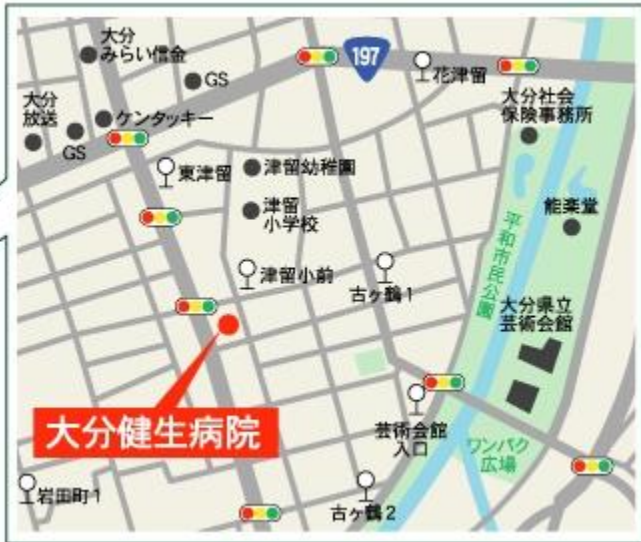 大分
みらい信金
GS
197
花津留
大分
放送
GS
ケンタッキー
大分社会
保険事務所
東津留
津留幼稚園
津留
小学校
能楽堂
平和市民公園
津留小前
古ヶ鶴1
大分県立
芸術会館
大分健生病院
芸術会館
入口
ワンパク
広場
岩田町1
古ヶ鶴2